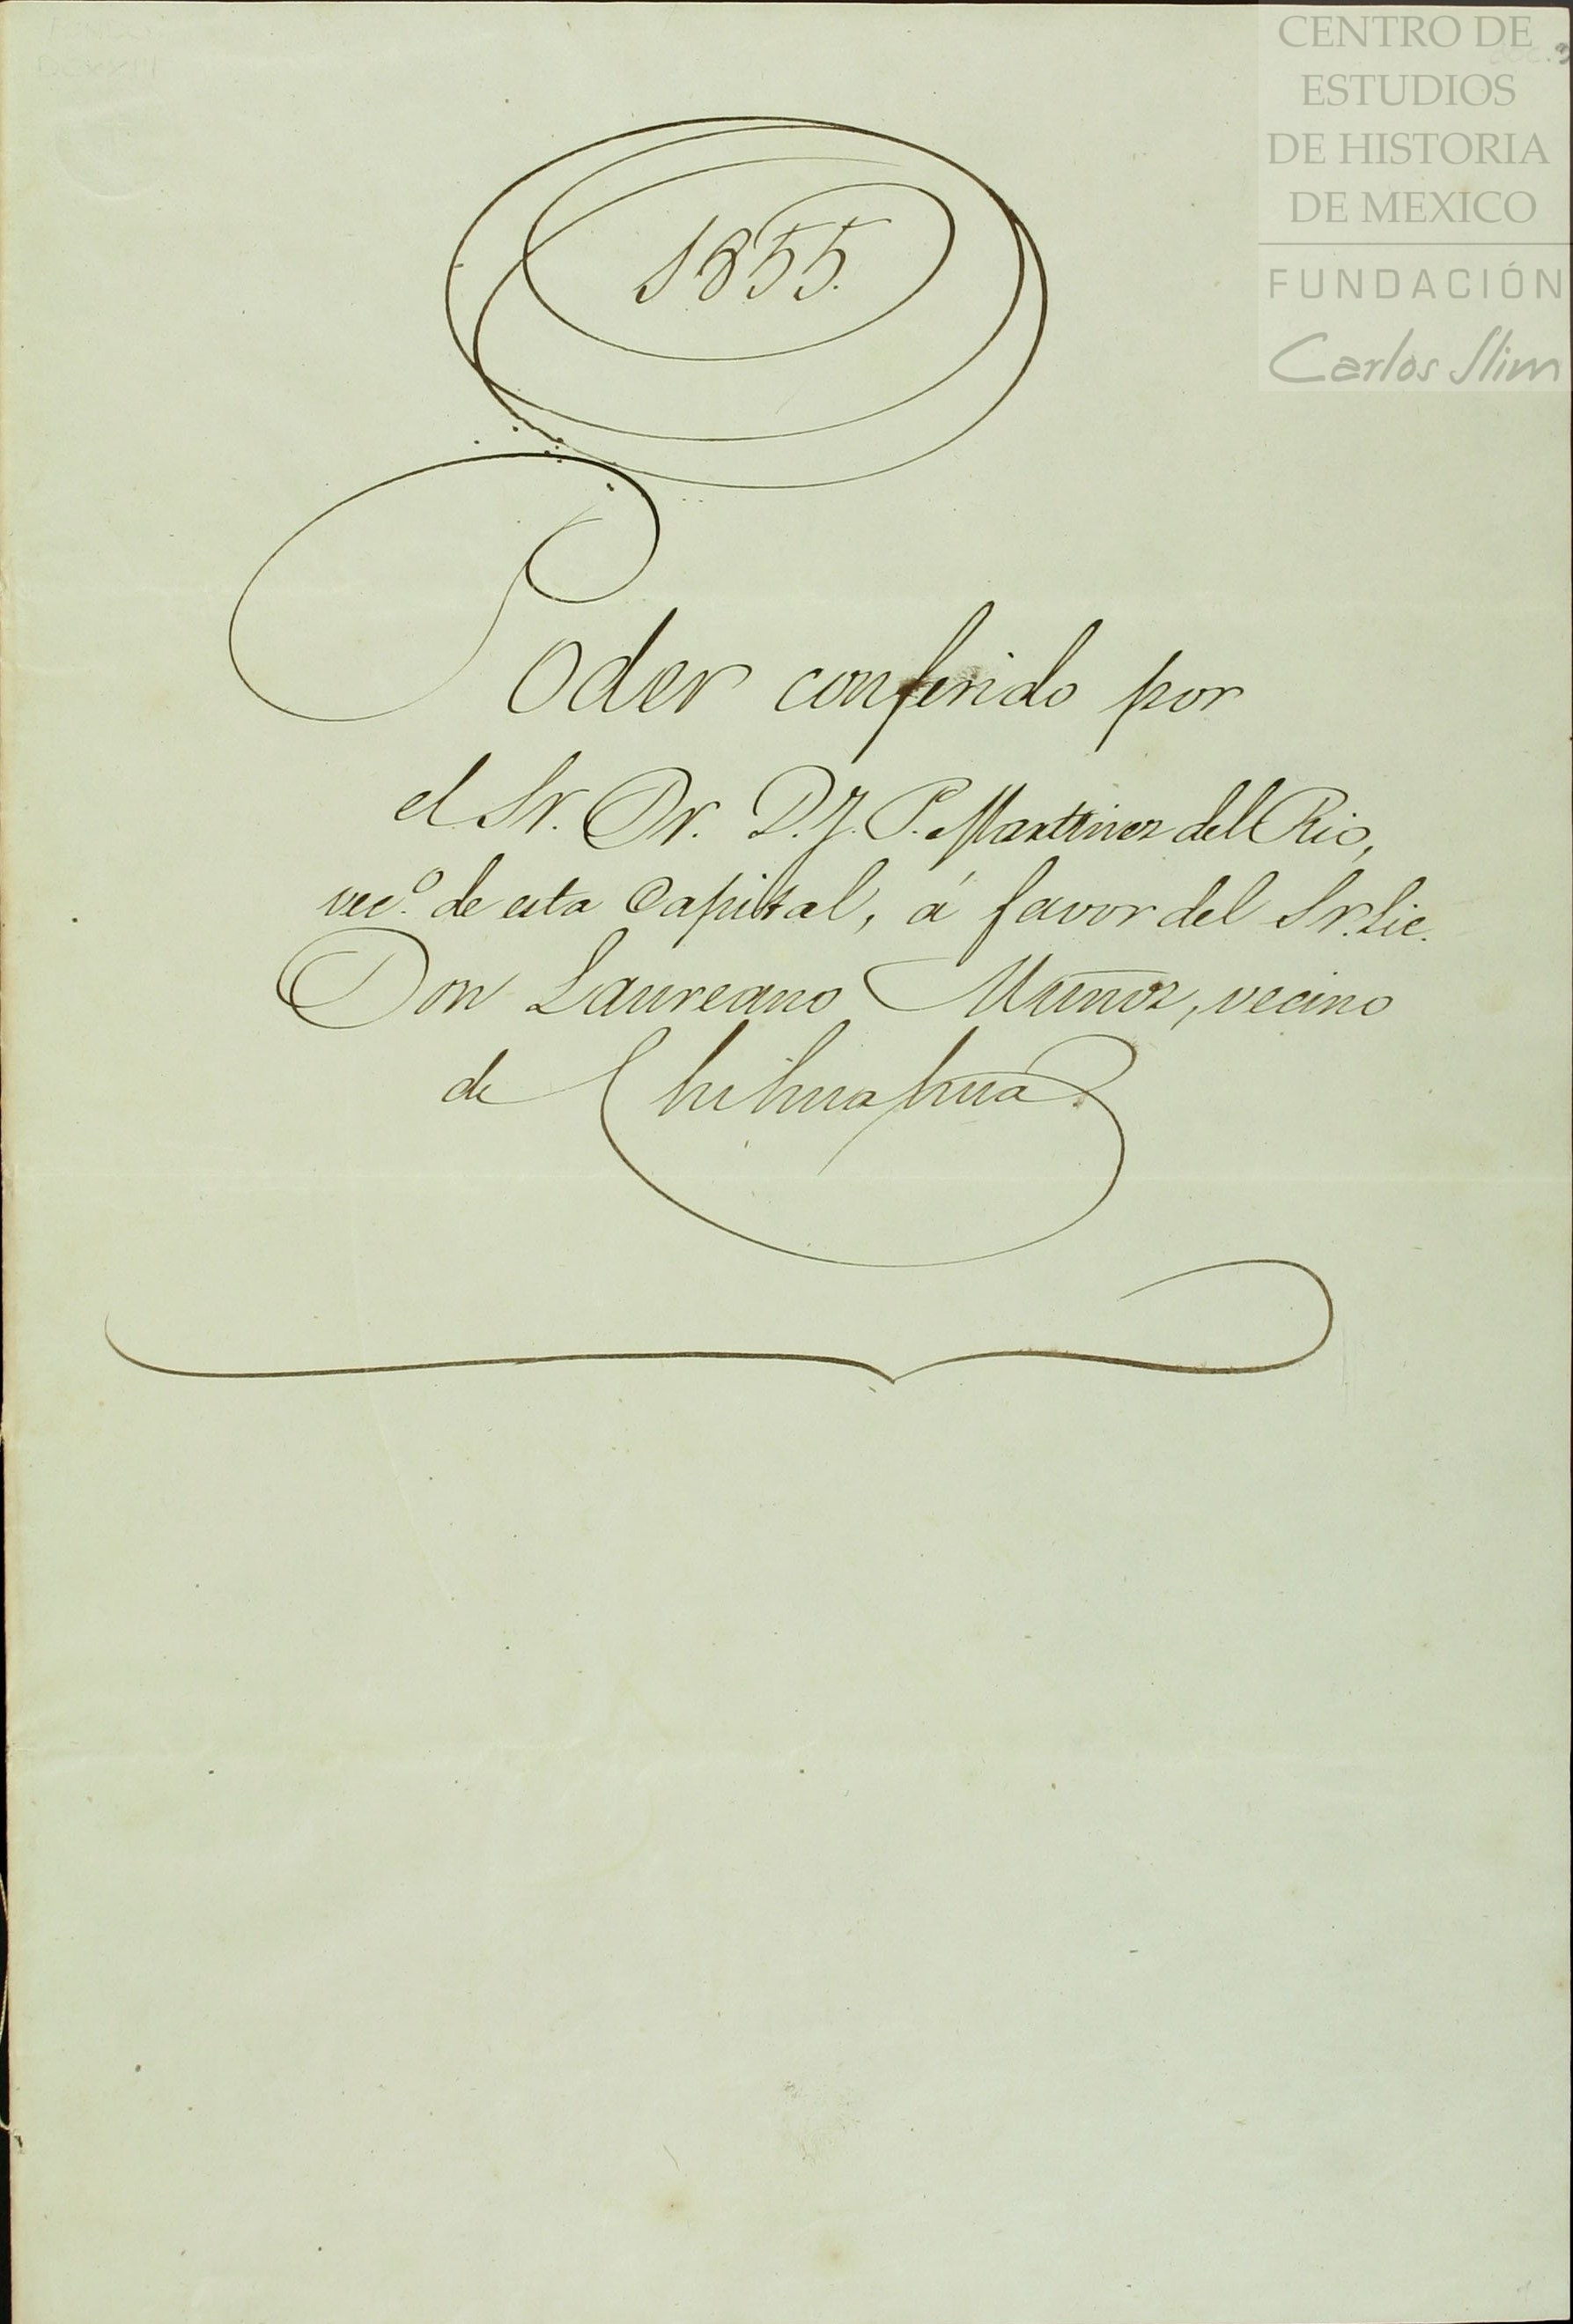 CENTRO DE
ESTUDIOS
DE HISTORIA
DE MEXICO
FUNDACIÓN
Carlos Slim
1855.
Poder conferido por
el Sr. Dr. D. J. P. Martinez del Rio,
vecº. de esta Capital, á favor del Sr. Lic.
Don Laureano Muñoz, vecino
de Chihuahua.